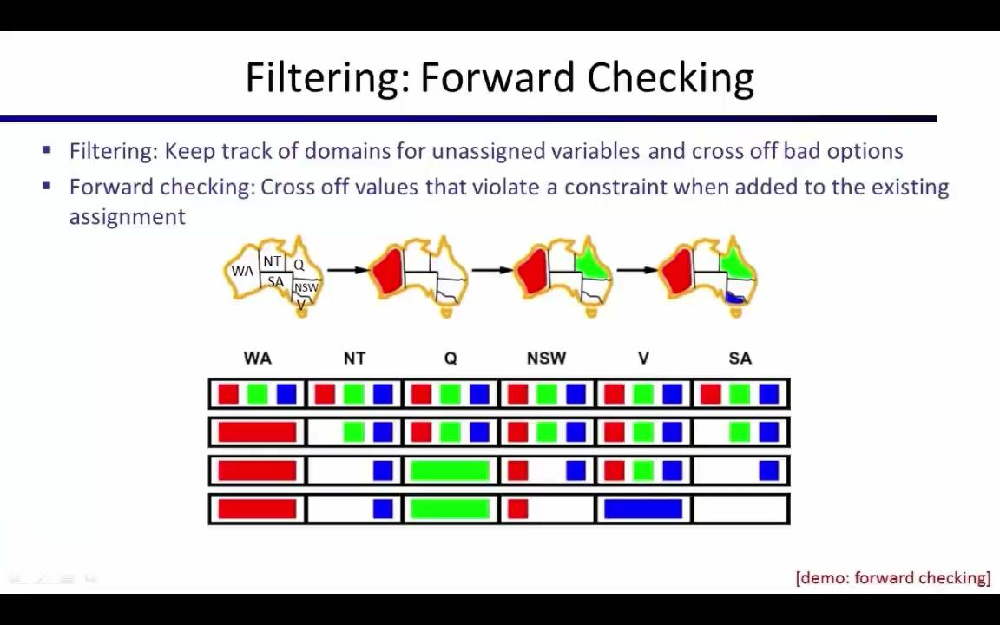 Filtering: Forward Checking
▪ Filtering: Keep track of domains for unassigned variables and cross off bad options
▪ Forward checking: Cross off values that violate a constraint when added to the existing
assignment
WA NT Q
SA NSW
V
WA NT Q NSW V SA
[demo: forward checking]